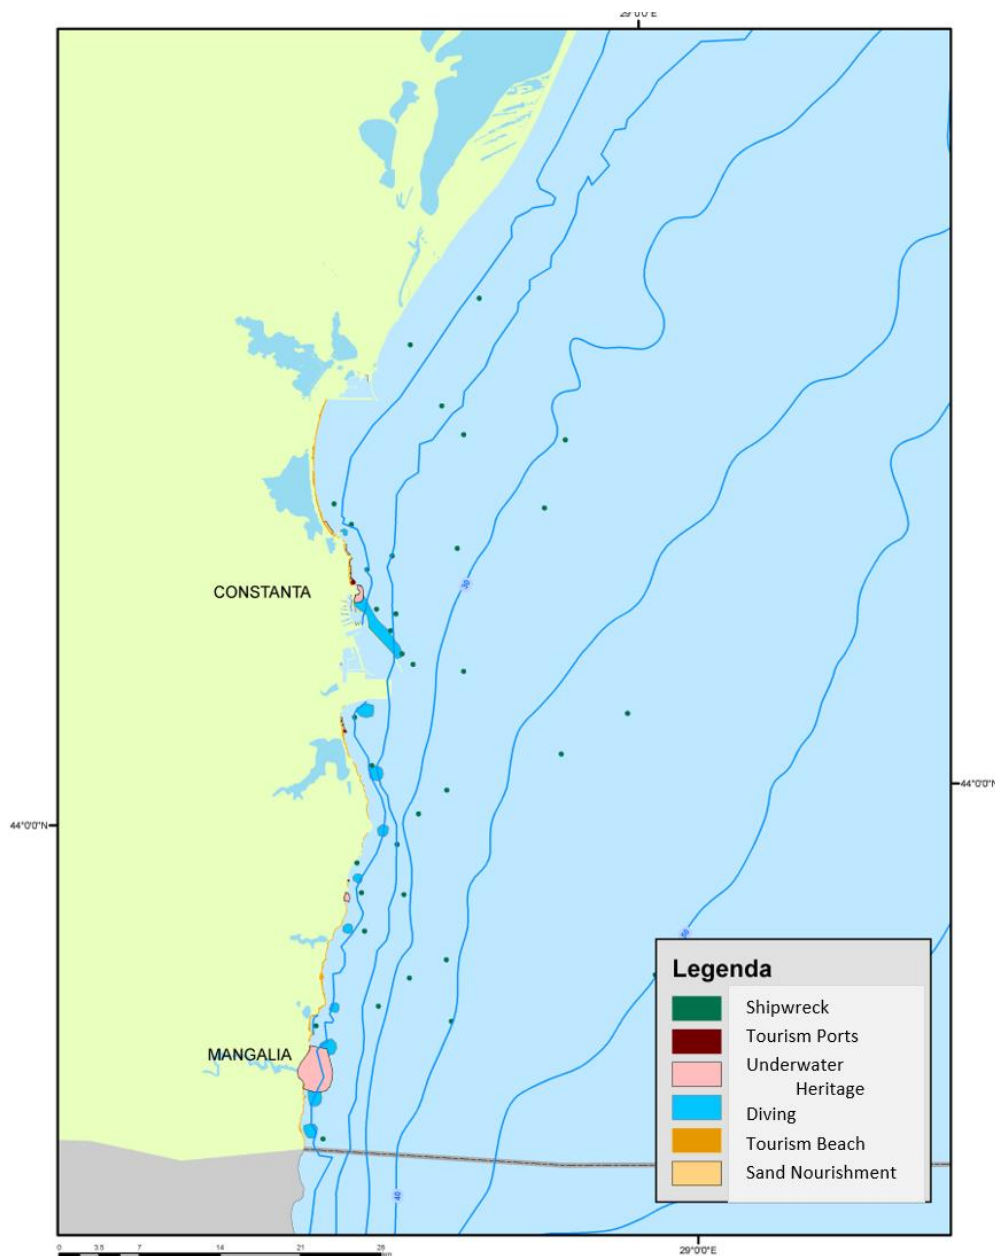 29°0'0"E
CONSTANTA
30
44°0'0"N
44°0'0"N
50
Legenda
Shipwreck
Tourism Ports
Underwater
Heritage
Diving
Tourism Beach
Sand Nourishment
MANGALIA
40
0 3.5 7 14 21 28
29°0'0"E